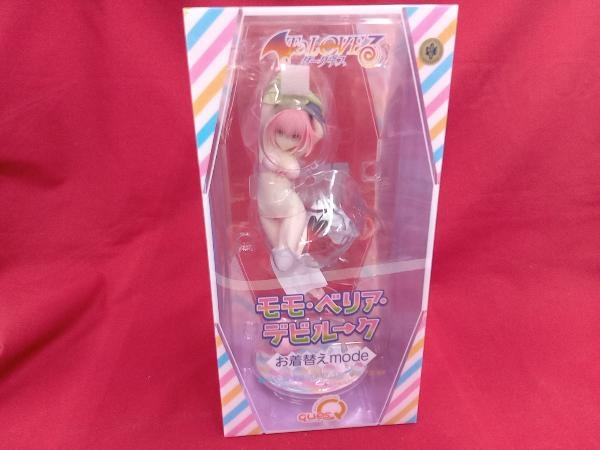 To LOVEる
ダークネス
モモ・ベリア・
デビルーク
お着替えmode
QuesQ